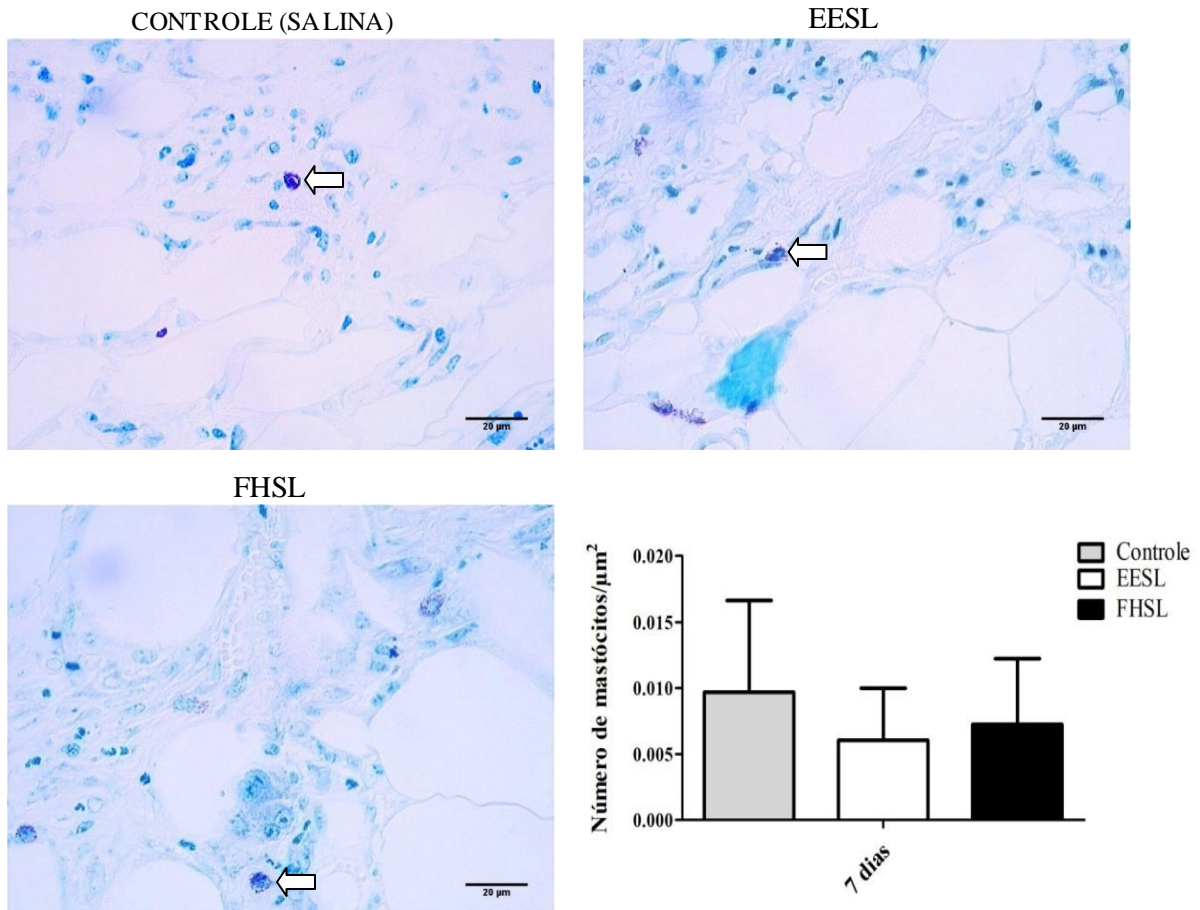 CONTROLE (SALINA)
EESL
20 µm
20 µm
FHSL
20 µm
Número de mastócitos/µm²
0.020
0.015
0.010
0.005
0.000
7 dias
Controle
EESL
FHSL